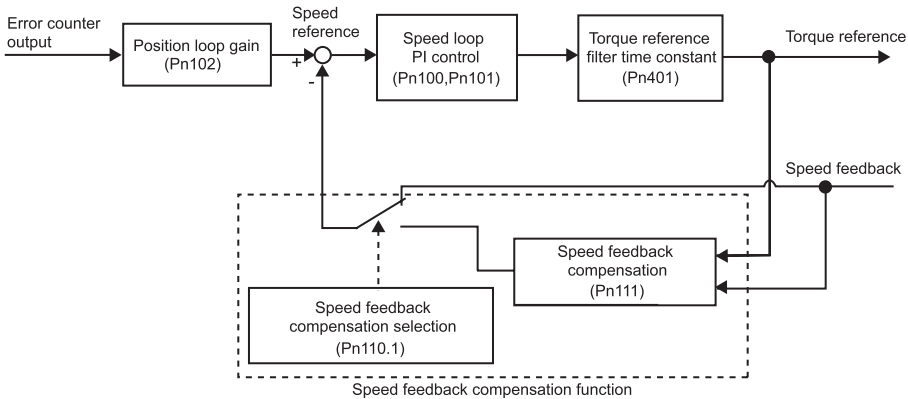 Error counter
output
Position loop gain
(Pn102)
Speed
reference
+
-
Speed loop
PI control
(Pn100,Pn101)
Torque reference
filter time constant
(Pn401)
Torque reference
Speed feedback
Speed feedback
compensation
(Pn111)
Speed feedback
compensation selection
(Pn110.1)
Speed feedback compensation function